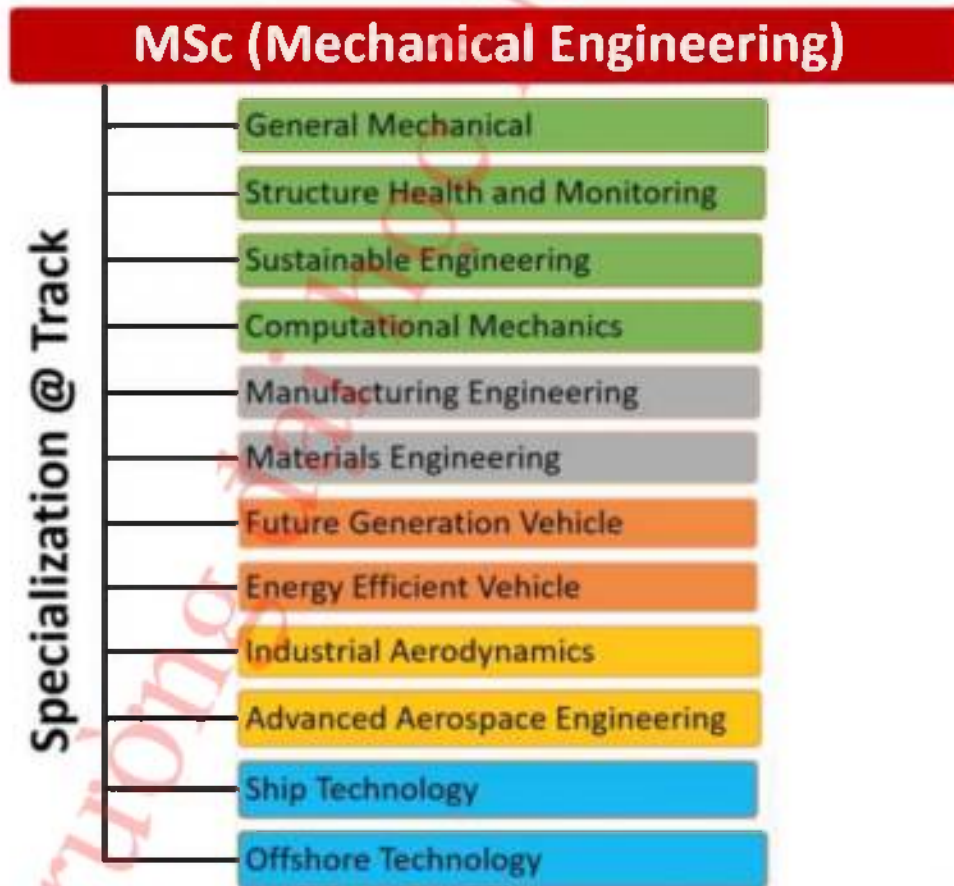 MSc (Mechanical Engineering)
Specialization @ Track
General Mechanical
Structure Health and Monitoring
Sustainable Engineering
Computational Mechanics
Manufacturing Engineering
Materials Engineering
Future Generation Vehicle
Energy Efficient Vehicle
Industrial Aerodynamics
Advanced Aerospace Engineering
Ship Technology
Offshore Technology